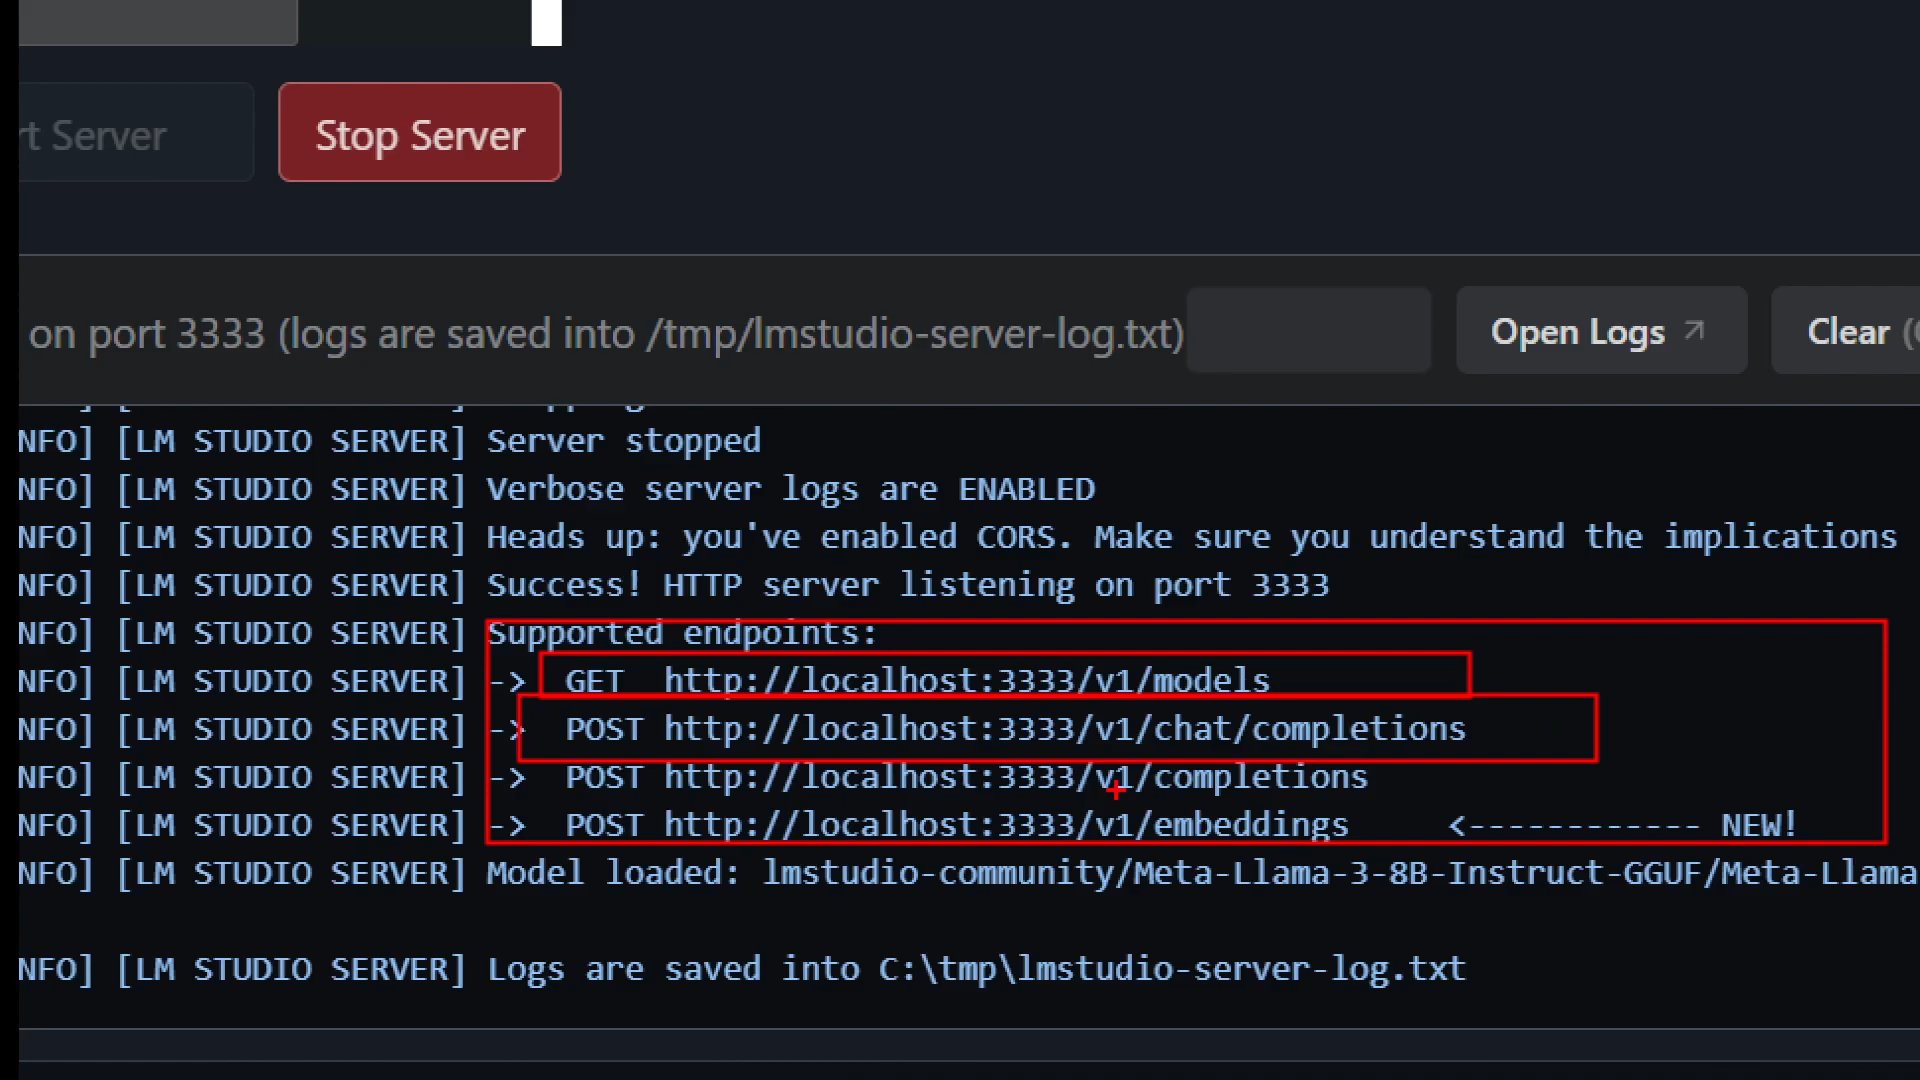 rt Server
Stop Server
on port 3333 (logs are saved into /tmp/lmstudio-server-log.txt)
Open Logs ↗
Clear
NFO] [LM STUDIO SERVER] Server stopped
NFO] [LM STUDIO SERVER] Verbose server logs are ENABLED
NFO] [LM STUDIO SERVER] Heads up: you've enabled CORS. Make sure you understand the implications
NFO] [LM STUDIO SERVER] Success! HTTP server listening on port 3333
NFO] [LM STUDIO SERVER] Supported endpoints:
NFO] [LM STUDIO SERVER] -> GET http://localhost:3333/v1/models
NFO] [LM STUDIO SERVER] -> POST http://localhost:3333/v1/chat/completions
NFO] [LM STUDIO SERVER] -> POST http://localhost:3333/v1/completions
NFO] [LM STUDIO SERVER] -> POST http://localhost:3333/v1/embeddings <------------ NEW!
NFO] [LM STUDIO SERVER] Model loaded: lmstudio-community/Meta-Llama-3-8B-Instruct-GGUF/Meta-Llama
NFO] [LM STUDIO SERVER] Logs are saved into C:\tmp\lmstudio-server-log.txt